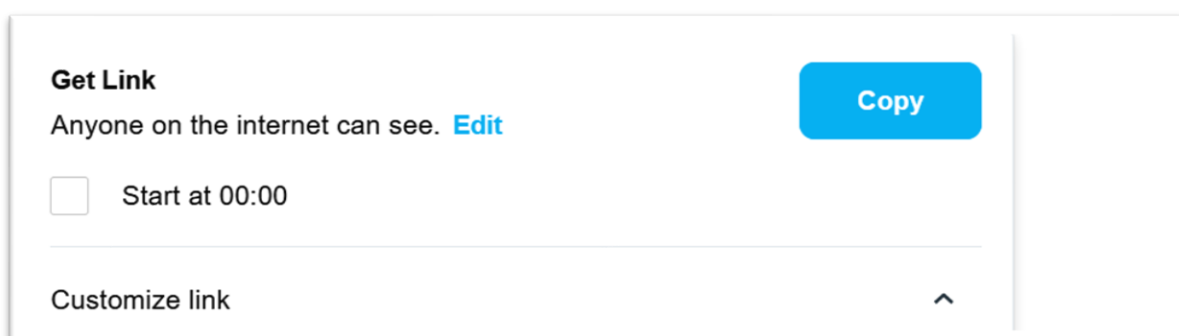 Get Link
Copy
Anyone on the internet can see. Edit
Start at 00:00
Customize link